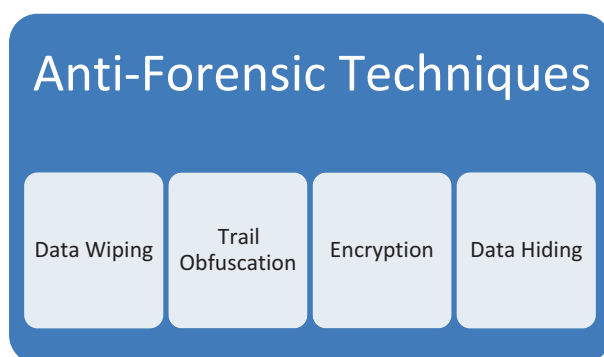 Anti-Forensic Techniques
Data Wiping
Trail
Obfuscation
Encryption
Data Hiding